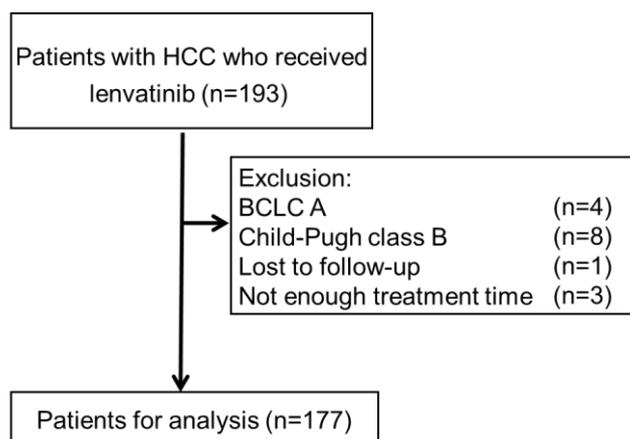 Patients with HCC who received
lenvatinib (n=193)
Exclusion:
BCLC A (n=4)
Child-Pugh class B (n=8)
Lost to follow-up (n=1)
Not enough treatment time (n=3)
Patients for analysis (n=177)